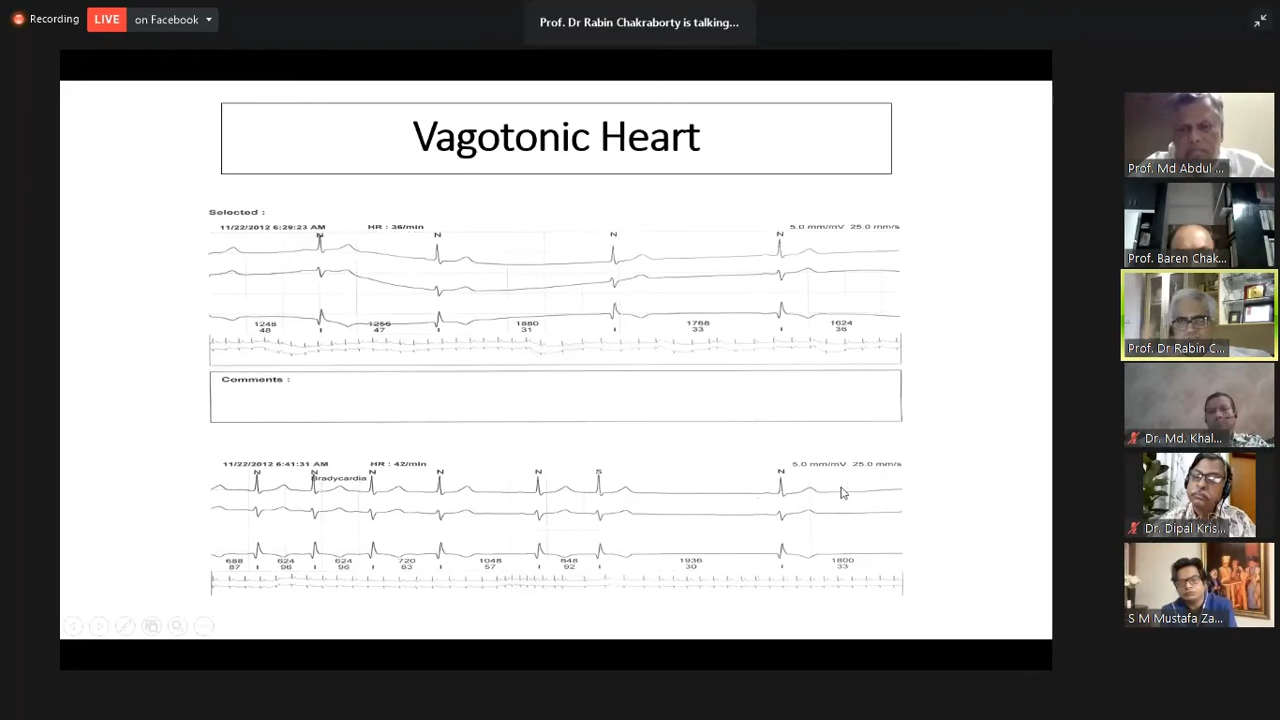 Recording
LIVE on Facebook
Prof. Dr Rabin Chakraborty is talking...
Vagotonic Heart
Selected :
11/22/2012 6:29:23 AM HR : 36/min 5.0 mm/mV 25.0 mm/s
N N N N
1248 1256 1880 1768 1624
48 47 31 33 36
Comments :
11/22/2012 6:41:31 AM HR : 42/min 5.0 mm/mV 25.0 mm/s
N N N N N S N
Bradycardia
688 624 624 720 1048 648 1936 1800
87 96 96 83 57 92 30 33
Prof. Md Abdul ...
Prof. Baren Chak...
Prof. Dr Rabin C...
Dr. Md. Khal...
Dr. Dipal Kris...
S M Mustafa Za...